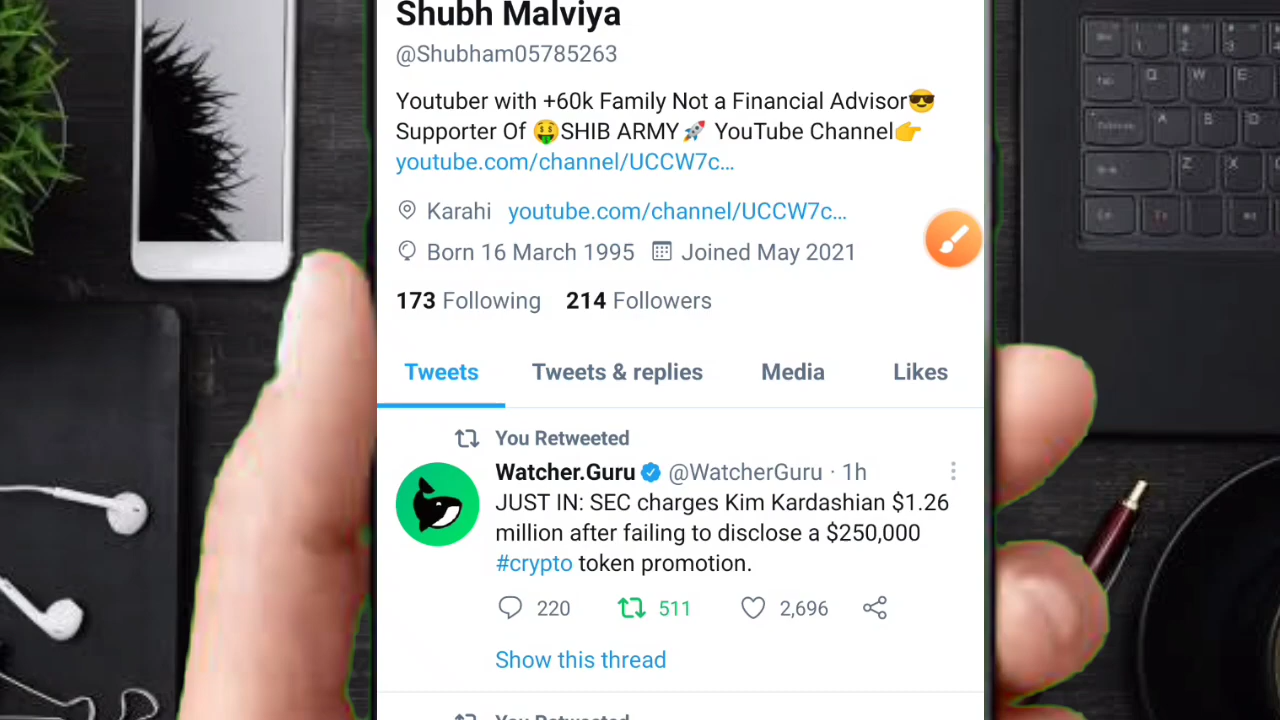 Shubh Malviya
@Shubham05785263
Youtuber with +60k Family Not a Financial Advisor😎
Supporter Of 🤑SHIB ARMY🚀 YouTube Channel👉
youtube.com/channel/UCCW7c...
Karahi youtube.com/channel/UCCW7c...
Born 16 March 1995 Joined May 2021
173 Following 214 Followers
Tweets Tweets & replies Media Likes
You Retweeted
Watcher.Guru @WatcherGuru · 1h
JUST IN: SEC charges Kim Kardashian $1.26
million after failing to disclose a $250,000
#crypto token promotion.
220 511 2,696
Show this thread
You Retweeted